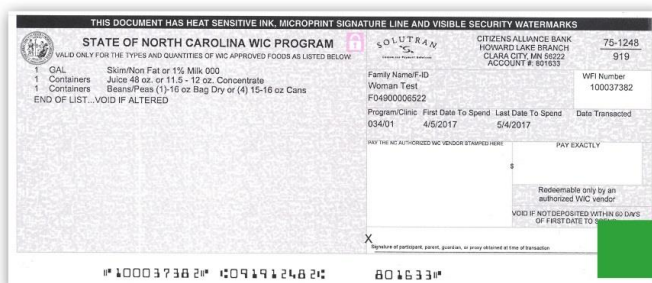 THIS DOCUMENT HAS HEAT SENSITIVE INK, MICROPRINT SIGNATURE LINE AND VISIBLE SECURITY WATERMARKS
STATE OF NORTH CAROLINA WIC PROGRAM
VALID ONLY FOR THE TYPES AND QUANTITIES OF WIC APPROVED FOODS AS LISTED BELOW
1 GAL Skim/Non Fat or 1% Milk 000
1 Containers Juice 48 oz. or 11.5 - 12 oz. Concentrate
1 Containers Beans/Peas (1)-16 oz Bag Dry or (4) 15-16 oz Cans
END OF LIST...VOID IF ALTERED
SOLUTRAN
CITIZENS ALLIANCE BANK
HOWARD LAKE BRANCH
CLARA CITY, MN 56222
ACCOUNT #: 801633
75-1248
919
Family Name/F-ID
Woman Test
F04900006522
WFI Number
100037382
Program/Clinic First Date To Spend Last Date To Spend Date Transacted
034/01 4/5/2017 5/4/2017
PAY THE NC AUTHORIZED WIC VENDOR STAMPED HERE
PAY EXACTLY
$
Redeemable only by an
authorized WIC vendor
VOID IF NOT DEPOSITED WITHIN 60 DAYS
OF FIRST DATE TO
X
Signature of participant, parent, guardian, or proxy obtained at time of transaction
⑈100037382⑈ ⑆091912482⑆ 801633⑈